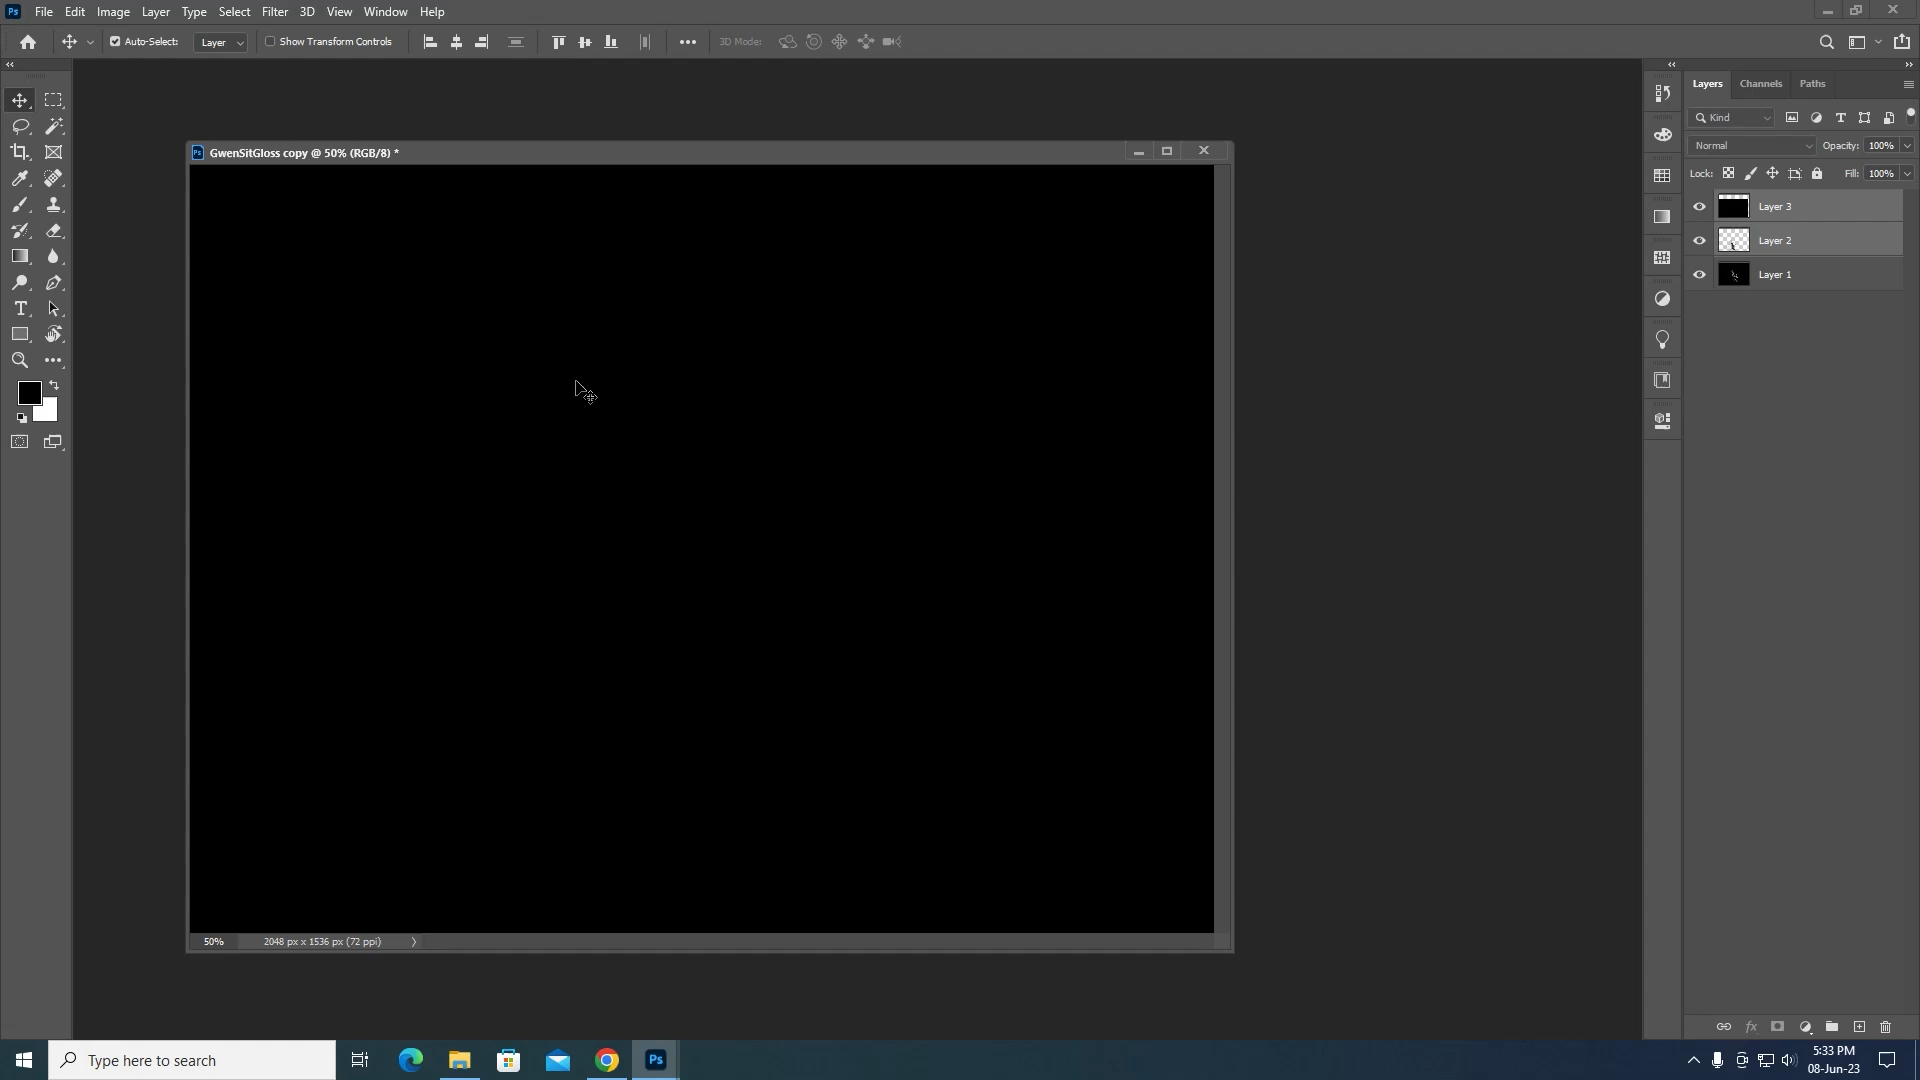 Ps File Edit Image Layer Type Select Filter 3D View Window Help
Auto-Select: Layer Show Transform Controls 3D Mode:
Layers Channels Paths
Kind
Normal Opacity: 100%
Lock: Fill: 100%
Layer 3
Layer 2
Layer 1
Ps GwenSitGloss copy @ 50% (RGB/8) *
50% 2048 px x 1536 px (72 ppi)
Type here to search
Ps
5:33 PM
08-Jun-23